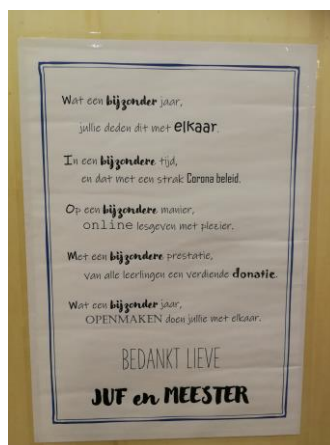 Wat een bijzonder jaar,
jullie deden dit met elkaar.
In een bijzondere tijd,
en dat met een strak Corona beleid.
Op een bijzondere manier,
online lesgeven met plezier.
Met een bijzondere prestatie,
van alle leerlingen een verdiende donatie.
Wat een bijzonder jaar,
OPENMAKEN doen jullie met elkaar.
BEDANKT LIEVE
JUF en MEESTER